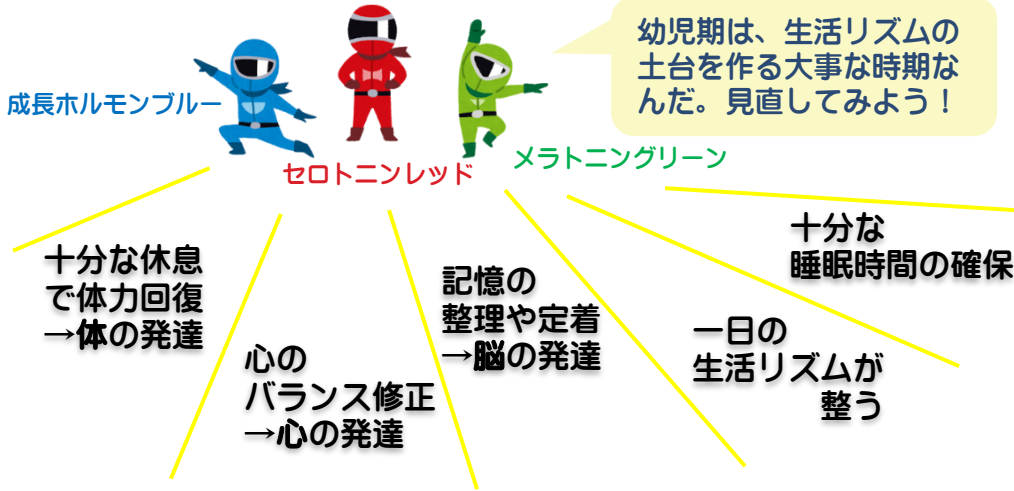 幼児期は、生活リズムの
土台を作る大事な時期な
んだ。見直してみよう！
成長ホルモンブルー
セロトニンレッド
メラトニングリーン
十分な休息
で体力回復
→体の発達
心の
バランス修正
→心の発達
記憶の
整理や定着
→脳の発達
一日の
生活リズムが
整う
十分な
睡眠時間の確保